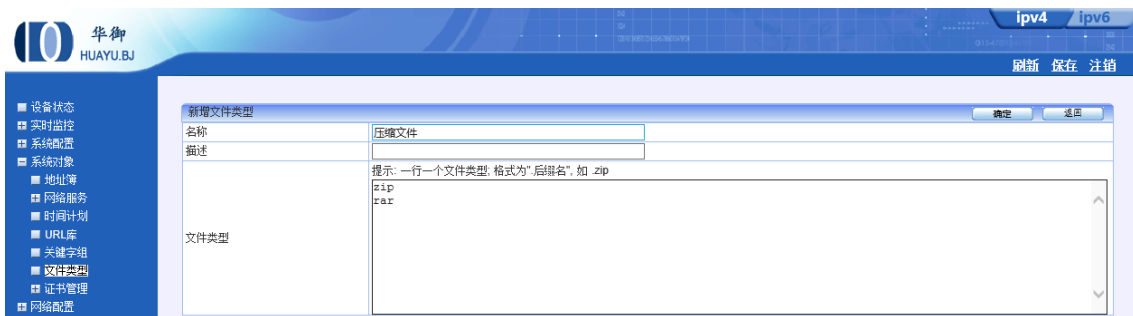 华御
HUAYU.BJ
ipv4
ipv6
刷新 保存 注销
设备状态
实时监控
系统配置
系统对象
地址簿
网络服务
时间计划
URL库
关键字组
文件类型
证书管理
网络配置
新增文件类型
确定
返回
名称
压缩文件
描述
提示: 一行一个文件类型, 格式为".后缀名", 如 .zip
文件类型
zip
rar